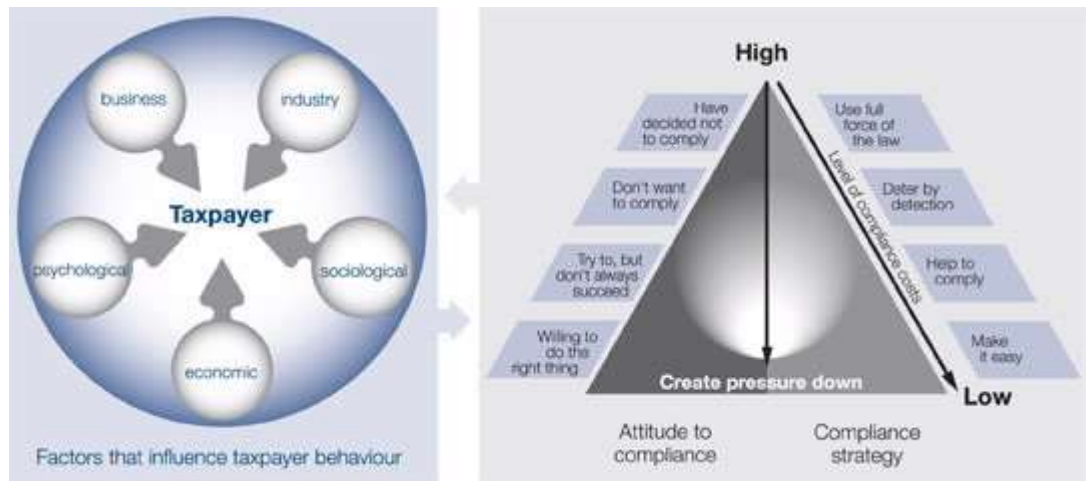 business
industry
Taxpayer
psychological
sociological
economic
Factors that influence taxpayer behaviour
High
Have
decided not
to comply
Use full
force of
the law
Don't want
to comply
Deter by
detection
Try to, but
don't always
succeed
Help to
comply
Willing to
do the
right thing
Make
it easy
Level of compliance costs
Create pressure down
Low
Attitude to
compliance
Compliance
strategy